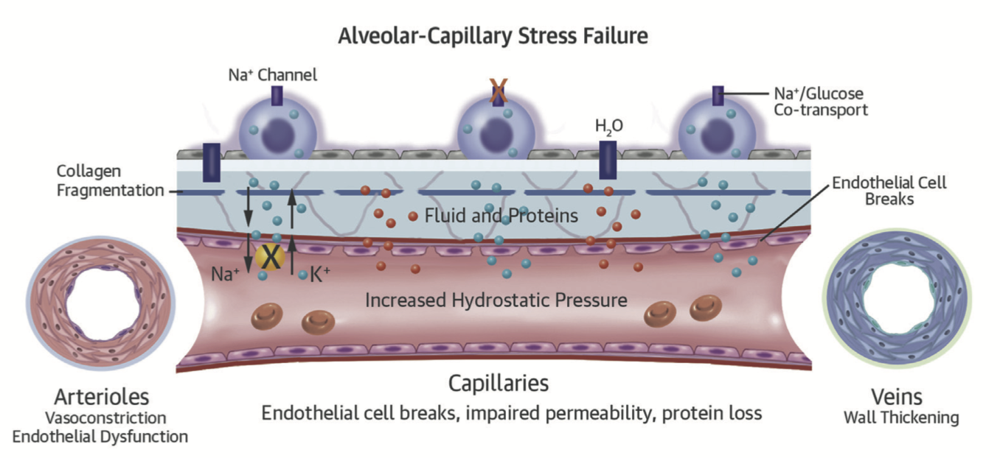 Alveolar-Capillary Stress Failure
Na⁺ Channel
X
Na⁺/Glucose
Co-transport
H₂O
Collagen
Fragmentation
Endothelial Cell
Breaks
Fluid and Proteins
X
Na⁺
K⁺
Increased Hydrostatic Pressure
Arterioles
Vasoconstriction
Endothelial Dysfunction
Capillaries
Endothelial cell breaks, impaired permeability, protein loss
Veins
Wall Thickening